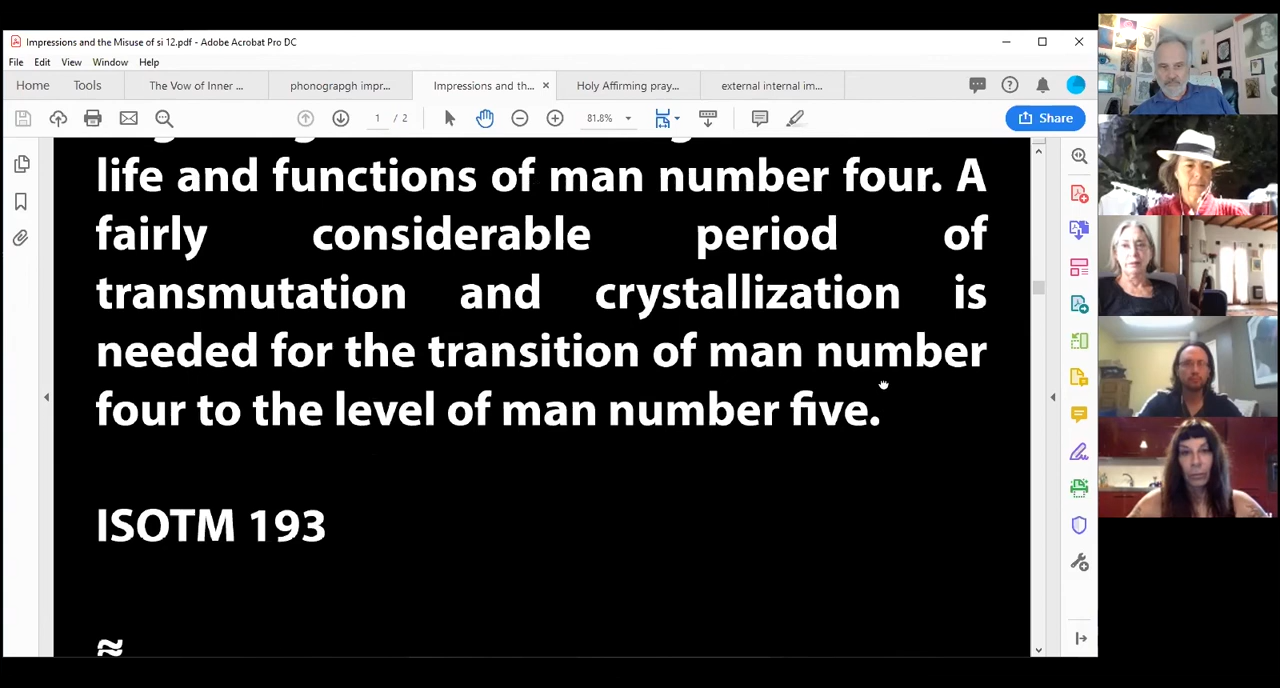 Impressions and the Misuse of si 12.pdf - Adobe Acrobat Pro DC
File Edit View Window Help
Home Tools The Vow of Inner ... phonograpgh impr... Impressions and th... × Holy Affirming pray... external internal im...
1 / 2 81.8% Share
life and functions of man number four. A
fairly considerable period of
transmutation and crystallization is
needed for the transition of man number
four to the level of man number five.
ISOTM 193
≈